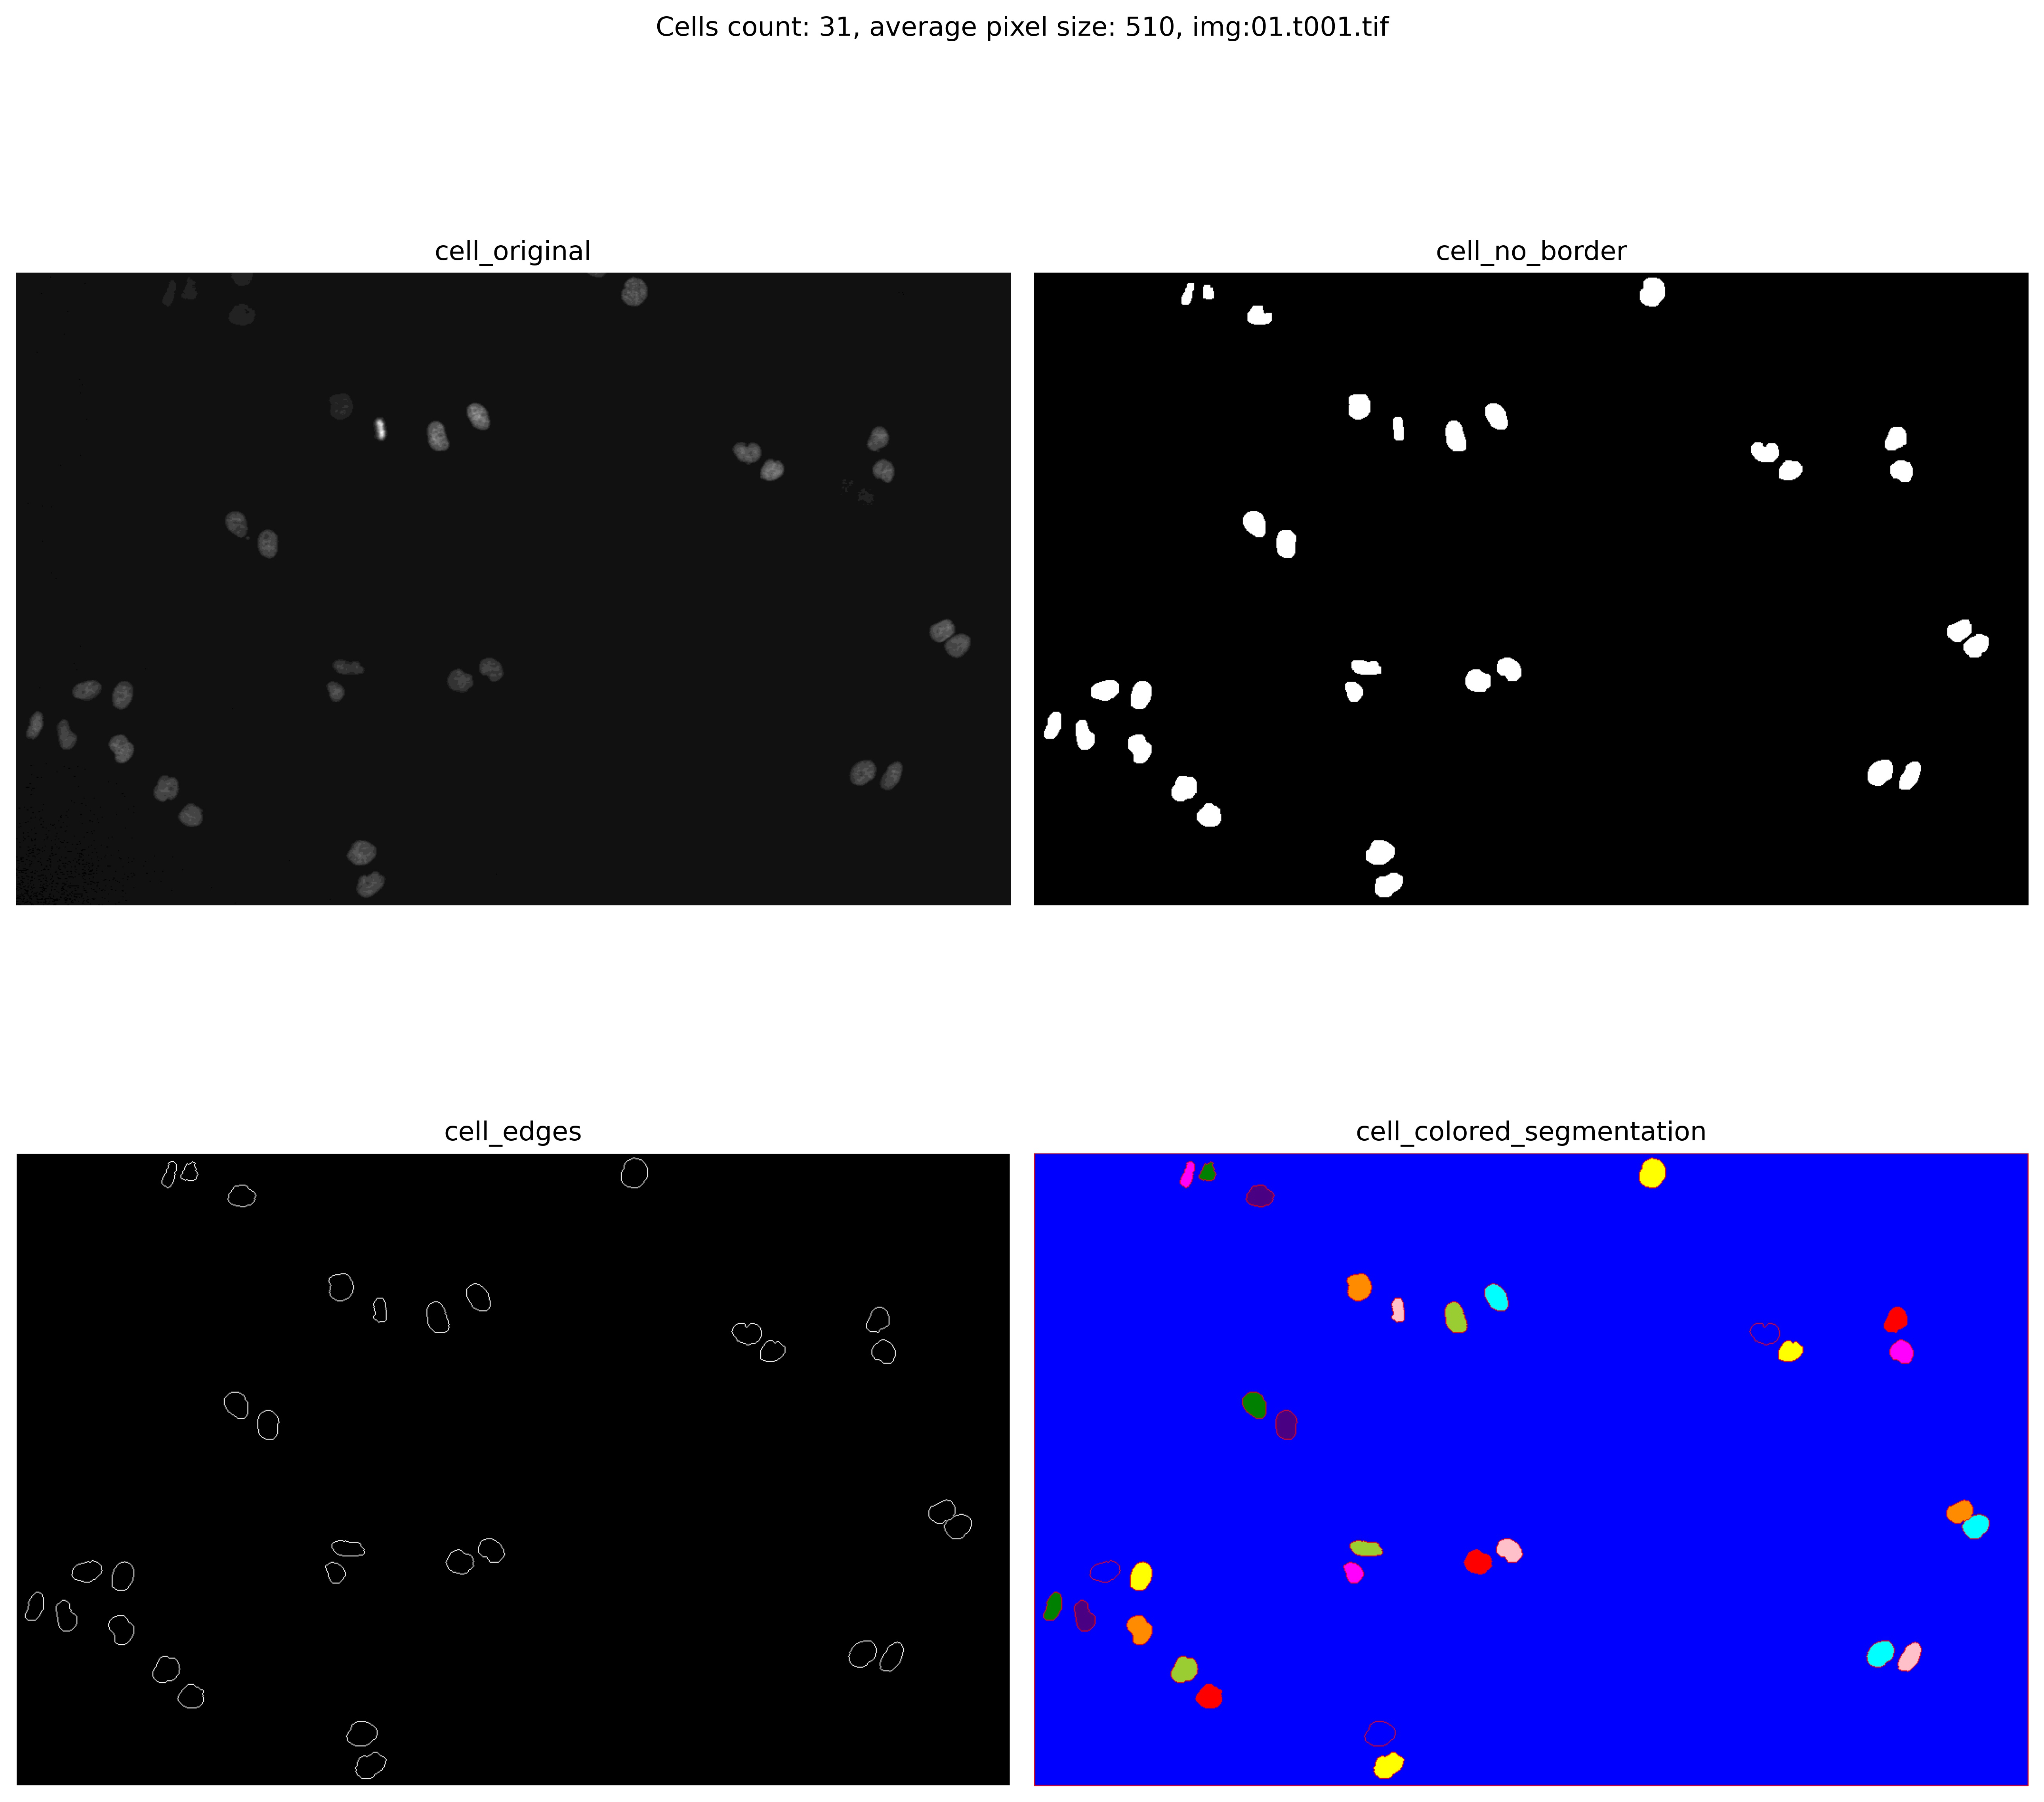 Cells count: 31, average pixel size: 510, img:01.t001.tif
cell_original
cell_no_border
cell_edges
cell_colored_segmentation